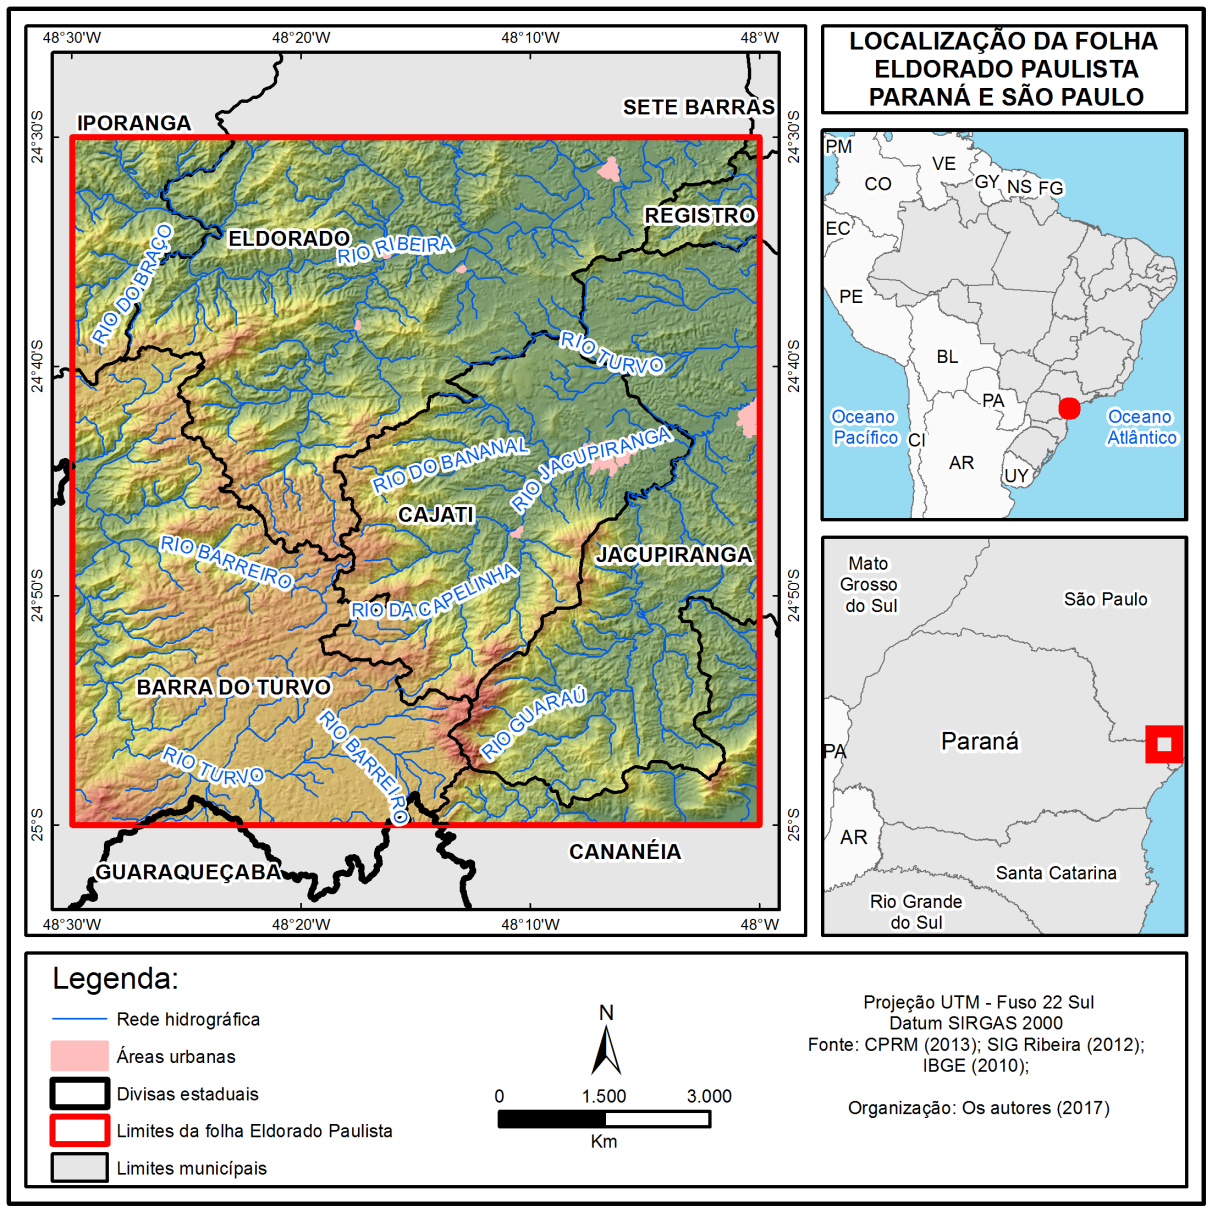 LOCALIZAÇÃO DA FOLHA
ELDORADO PAULISTA
PARANÁ E SÃO PAULO
48°30'W
48°20'W
48°10'W
48°W
24°30'S
24°40'S
24°50'S
25°S
24°30'S
24°40'S
24°50'S
25°S
48°30'W
48°20'W
48°10'W
48°W
IPORANGA
SETE BARRAS
REGISTRO
ELDORADO
RIO RIBEIRA
RIO DO BRAÇO
RIO TURVO
RIO DO BANANAL
RIO JACUPIRANGA
CAJATI
JACUPIRANGA
RIO BARREIRO
RIO DA CAPELINHA
BARRA DO TURVO
RIO GUARAÚ
RIO BARREIRO
RIO TURVO
CANANÉIA
GUARAQUEÇABA
PM
VE
CO
GY
NS
FG
EC
PE
BL
PA
CI
AR
UY
Oceano
Pacífico
Oceano
Atlântico
Mato
Grosso
do Sul
São Paulo
Paraná
PA
AR
Santa Catarina
Rio Grande
do Sul
Legenda:
Rede hidrográfica
Áreas urbanas
Divisas estaduais
Limites da folha Eldorado Paulista
Limites municípais
N
0 1.500 3.000
Km
Projeção UTM - Fuso 22 Sul
Datum SIRGAS 2000
Fonte: CPRM (2013); SIG Ribeira (2012);
IBGE (2010);
Organização: Os autores (2017)